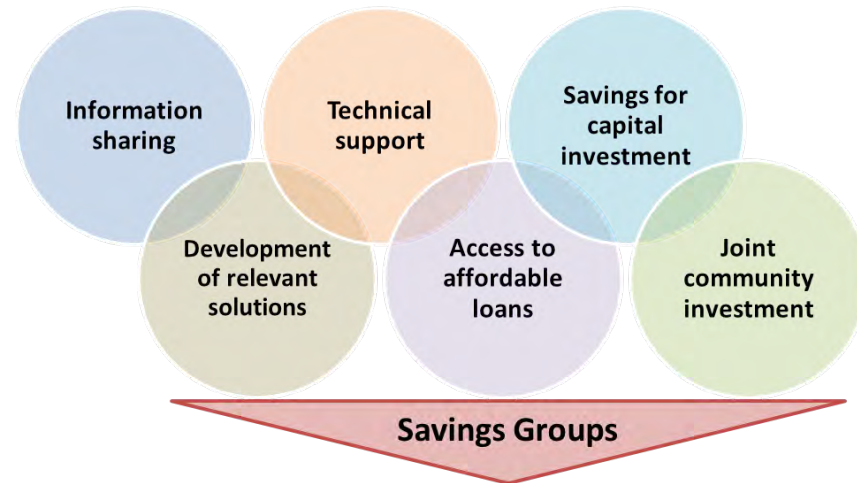 Information
sharing
Technical
support
Savings for
capital
investment
Development
of relevant
solutions
Access to
affordable
loans
Joint
community
investment
Savings Groups